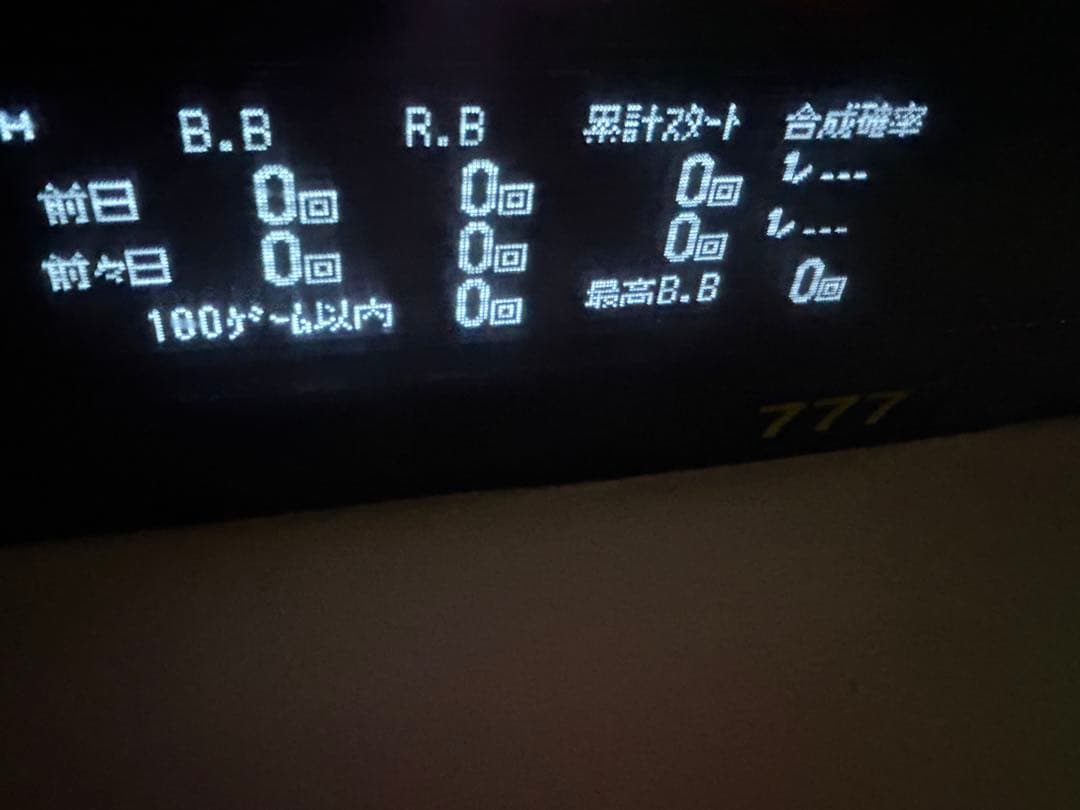 M B.B R.B 累計スタート 合成確率
前日 0回 0回 0回 1/---
前々日 0回 0回 0回 1/---
100ゲーム以内 0回 最高B.B 0回
777